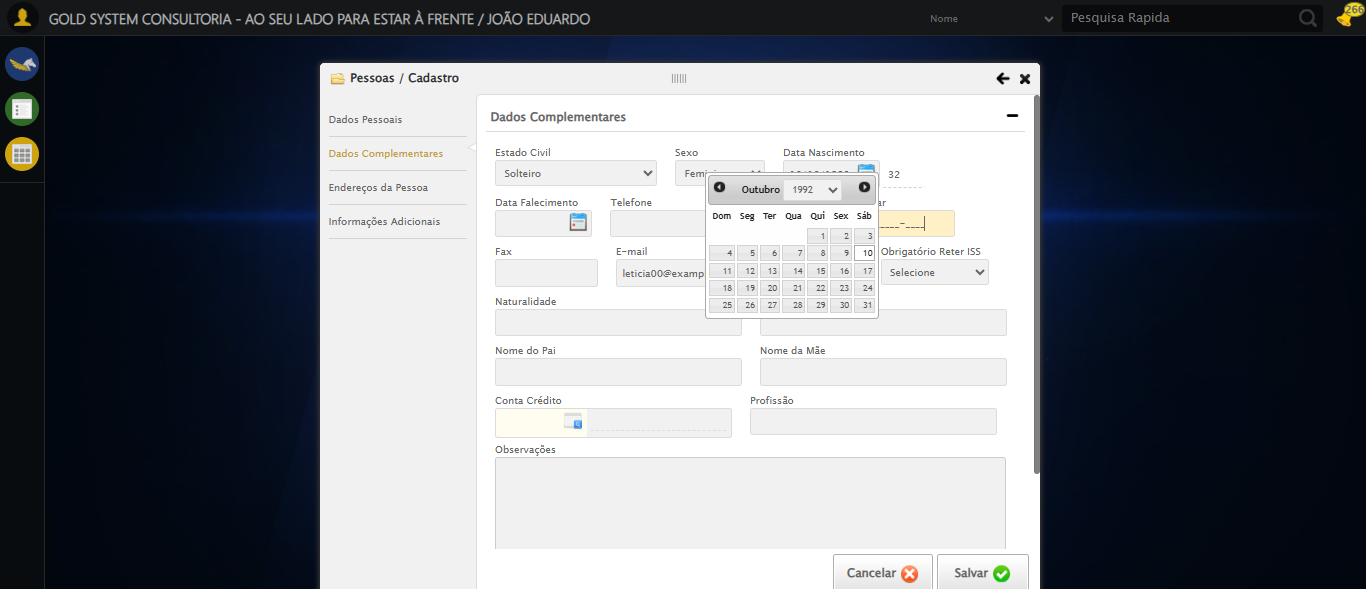 GOLD SYSTEM CONSULTORIA - AO SEU LADO PARA ESTAR À FRENTE / JOÃO EDUARDO
Nome
Pesquisa Rapida
266
Pessoas / Cadastro
Dados Pessoais
Dados Complementares
Endereços da Pessoa
Informações Adicionais
Dados Complementares
Estado Civil Sexo Data Nascimento
Solteiro 32
Outubro 1992
Data Falecimento Telefone
Dom Seg Ter Qua Qui Sex Sáb
1 2 3
4 5 6 7 8 9 10
11 12 13 14 15 16 17
18 19 20 21 22 23 24
25 26 27 28 29 30 31
____-____
Fax E-mail Obrigatório Reter ISS
leticia00@examp Selecione
Naturalidade
Nome do Pai Nome da Mãe
Conta Crédito Profissão
Observações
Cancelar Salvar